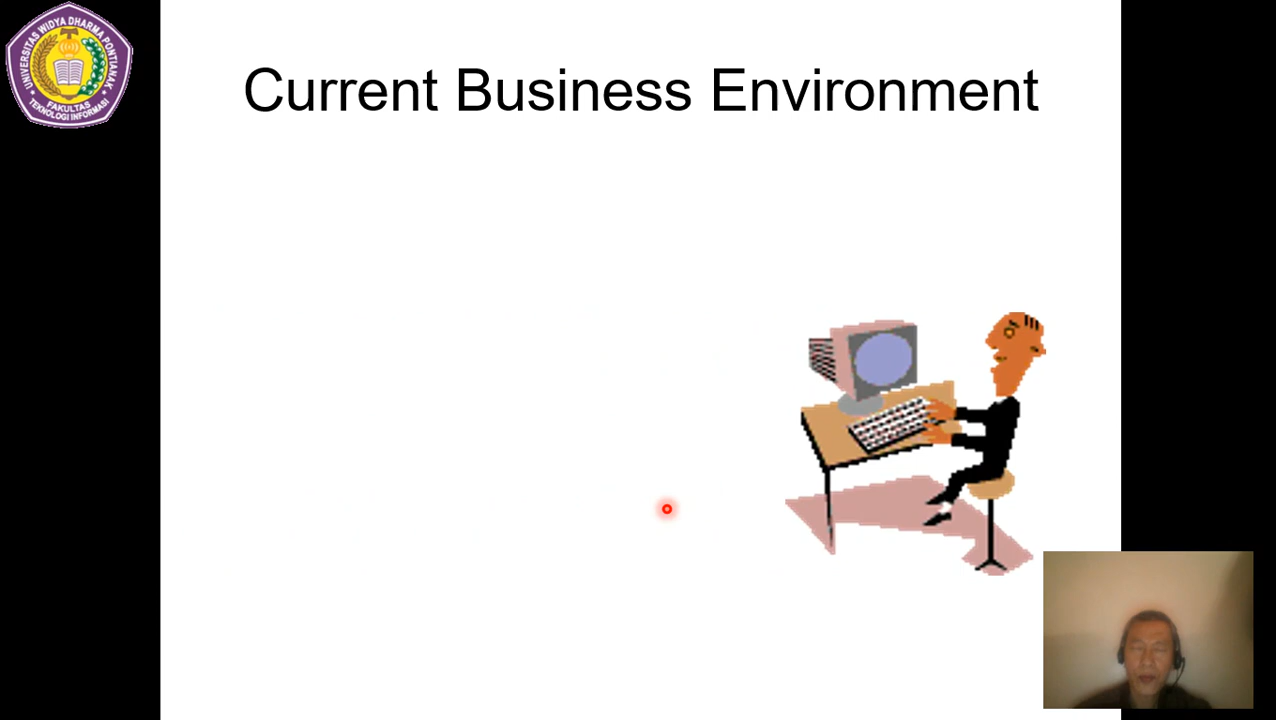 UNIVERSITAS WIDYA DHARMA PONTIANAK
FAKULTAS
TEKNOLOGI INFORMASI
Current Business Environment